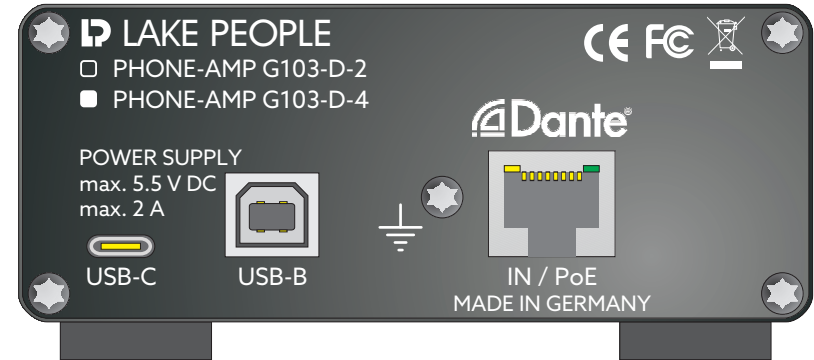 LAKE PEOPLE
PHONE-AMP G103-D-2
PHONE-AMP G103-D-4
CE FC
Dante®
POWER SUPPLY
max. 5.5 V DC
max. 2 A
USB-C
USB-B
IN / PoE
MADE IN GERMANY